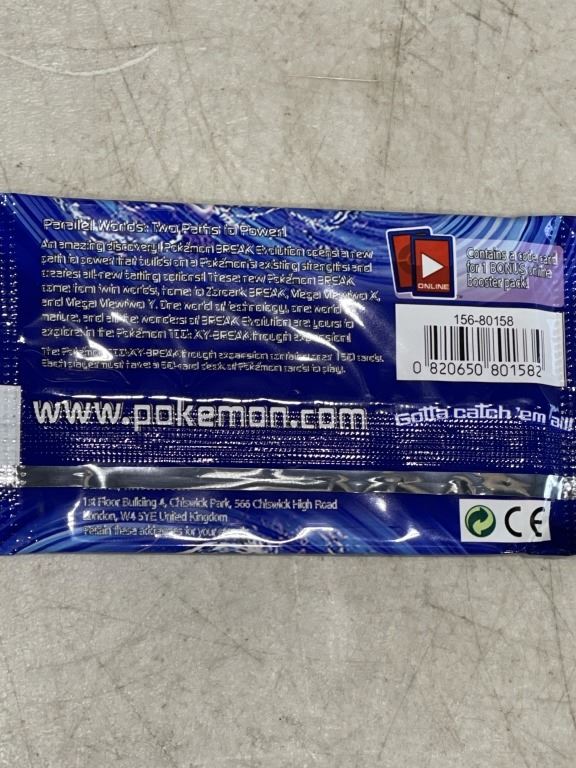 Parallel Worlds: Two Paths to Power!
An amazing discovery! Pokémon BREAK Evolution opens a new
path to power that builds on a Pokémon's existing strengths and
creates all-new battling options! These new Pokémon BREAK
come from twin worlds, home to Zoroark BREAK, Mega Mewtwo X,
and Mega Mewtwo Y. One world of technology, one world of
nature, and all the wonders of BREAK Evolution are yours to
explore in the Pokémon TCG: XY—BREAKthrough expansion!
The Pokémon TCG: XY—BREAKthrough expansion contains over 160 cards.
Each player must have a 60-card deck of Pokémon cards to play.
ONLINE
Contains a code card
for 1 BONUS online
booster pack!
156-80158
0 820650 801582
www.pokemon.com
Gotta catch 'em all!
1st Floor Building 4, Chiswick Park, 566 Chiswick High Road
London, W4 5YE United Kingdom
Retain these addresses for your
CE